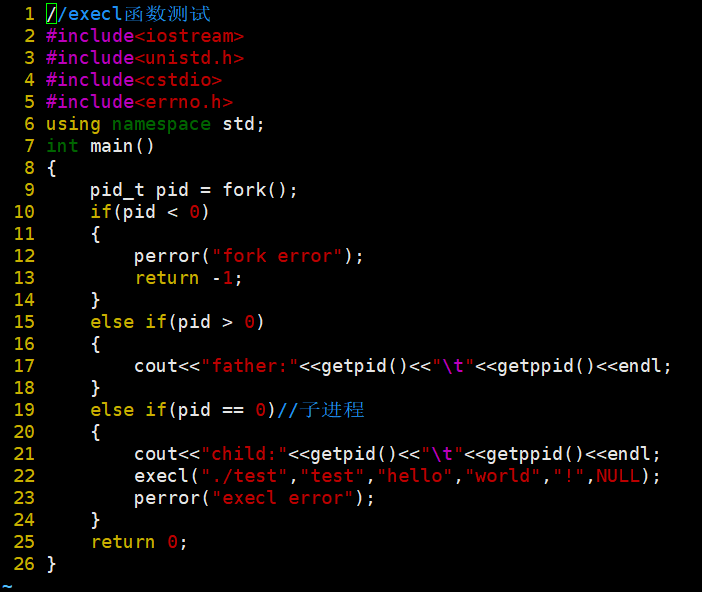 1 //execl函数测试
2 #include<iostream>
3 #include<unistd.h>
4 #include<cstdio>
5 #include<errno.h>
6 using namespace std;
7 int main()
8 {
9     pid_t pid = fork();
10     if(pid < 0)
11     {
12         perror("fork error");
13         return -1;
14     }
15     else if(pid > 0)
16     {
17         cout<<"father:"<<getpid()<<"\t"<<getppid()<<endl;
18     }
19     else if(pid == 0)//子进程
20     {
21         cout<<"child:"<<getpid()<<"\t"<<getppid()<<endl;
22         execl("./test","test","hello","world","!",NULL);
23         perror("execl error");
24     }
25     return 0;
26 }
~